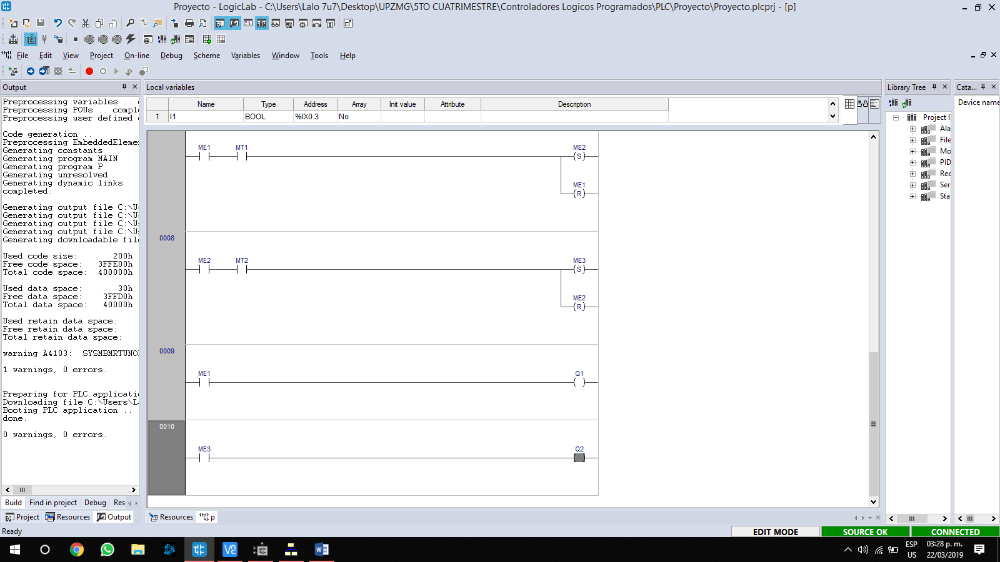 Proyecto - LogicLab - C:\Users\Lalo 7u7\Desktop\UPZMG\5TO CUATRIMESTRE\Controladores Logicos Programados\PLC\Proyecto\Proyecto.plcprj - [p]
File Edit View Project On-line Debug Scheme Variables Window Tools Help
Output
Preprocessing variables ..
Preprocessing POUs .. compl
Preprocessing user defined
Code generation ..
Preprocessing EmbeddedEleme
Generating constants
Generating program MAIN
Generating program P
Generating unresolved
Generating dynamic links
completed.
Generating output file C:\U
Generating output file C:\U
Generating output file C:\U
Generating output file C:\U
Generating downloadable fil
Used code size: 200h
Free code space: 3FFE00h
Total code space: 400000h
Used data space: 30h
Free data space: 3FFD0h
Total data space: 40000h
Used retain data space:
Free retain data space:
Total retain data space:
warning A4103: SYSMBMRTUNO
1 warnings, 0 errors.
Preparing for PLC applicati
Downloading file C:\Users\L
Booting PLC application ..
done.
0 warnings, 0 errors.
Build Find in project Debug Res
Project Resources Output
Ready
Local variables
Name Type Address Array Init value Attribute Description
1 I1 BOOL %IX0.3 No ..
ME1 MT1 ME2
S
ME1
R
0008
ME2 MT2 ME3
S
ME2
R
0009
ME1 Q1
0010
ME3 Q2
Resources p
Library Tree
Project l
Ala
File
Mo
PID
Rec
Ser
Sta
Cata...
Device name
EDIT MODE SOURCE OK CONNECTED
ESP
US
03:28 p. m.
22/03/2019